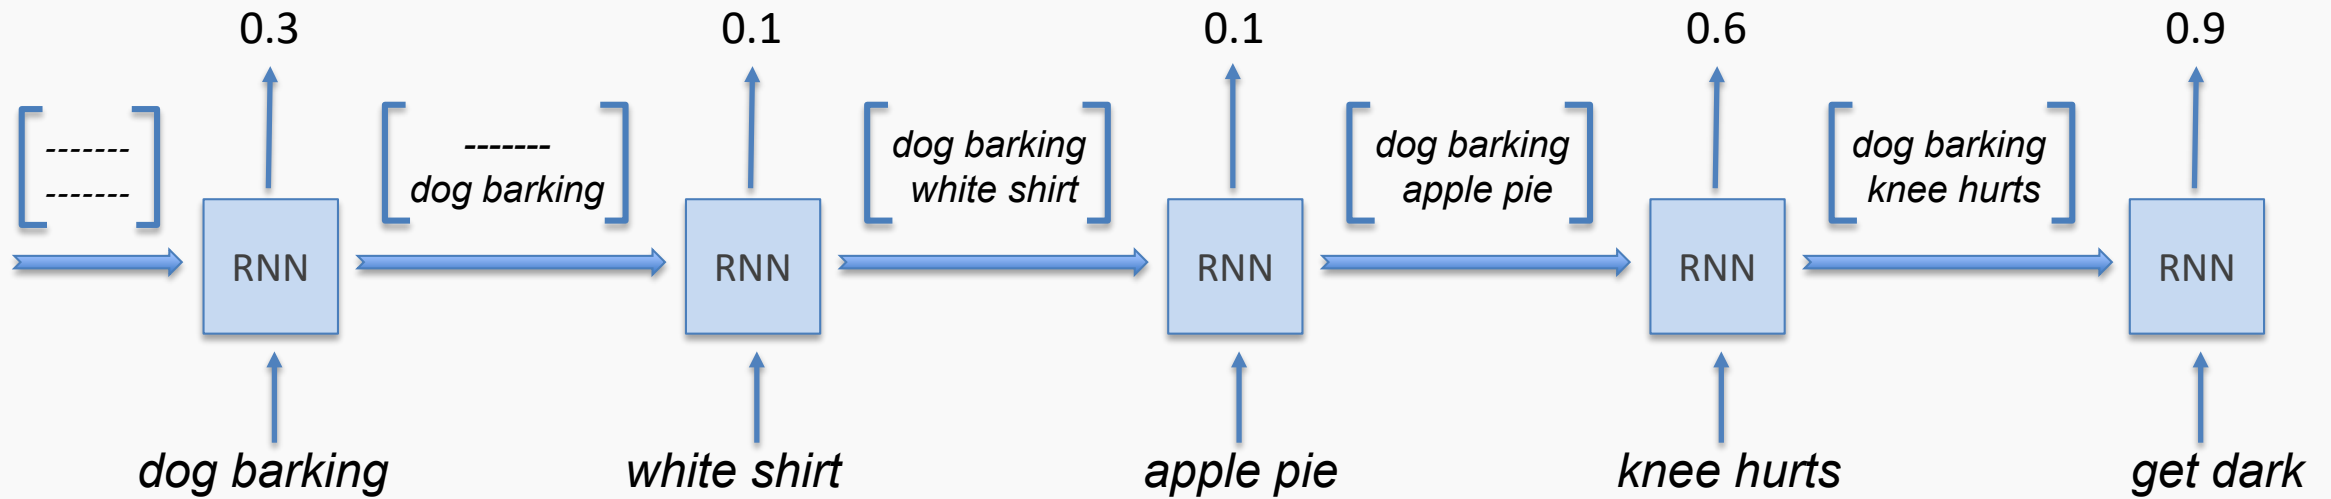 0.3 0.1 0.1 0.6 0.9
------- ------- dog barking dog barking dog barking
------- dog barking white shirt apple pie knee hurts
RNN RNN RNN RNN RNN
dog barking white shirt apple pie knee hurts get dark